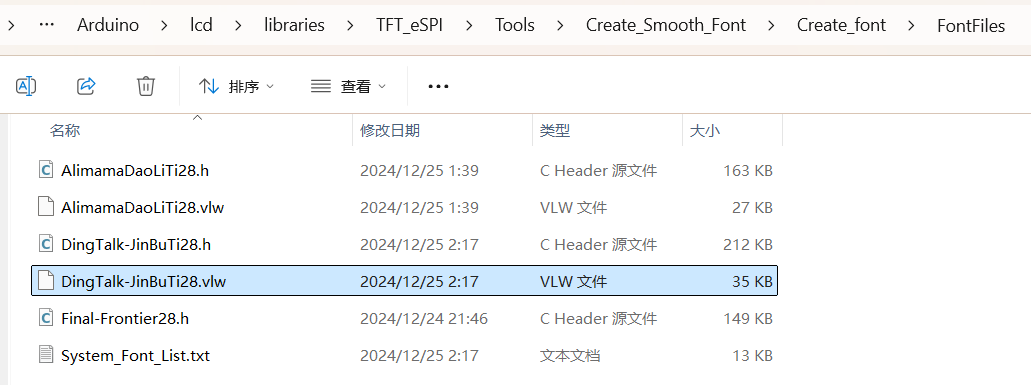 ··· Arduino lcd libraries TFT_eSPI Tools Create_Smooth_Font Create_font FontFiles
排序 查看 ···
名称 修改日期 类型 大小
AlimamaDaoLiTi28.h 2024/12/25 1:39 C Header 源文件 163 KB
AlimamaDaoLiTi28.vlw 2024/12/25 1:39 VLW 文件 27 KB
DingTalk-JinBuTi28.h 2024/12/25 2:17 C Header 源文件 212 KB
DingTalk-JinBuTi28.vlw 2024/12/25 2:17 VLW 文件 35 KB
Final-Frontier28.h 2024/12/24 21:46 C Header 源文件 149 KB
System_Font_List.txt 2024/12/25 2:17 文本文档 13 KB